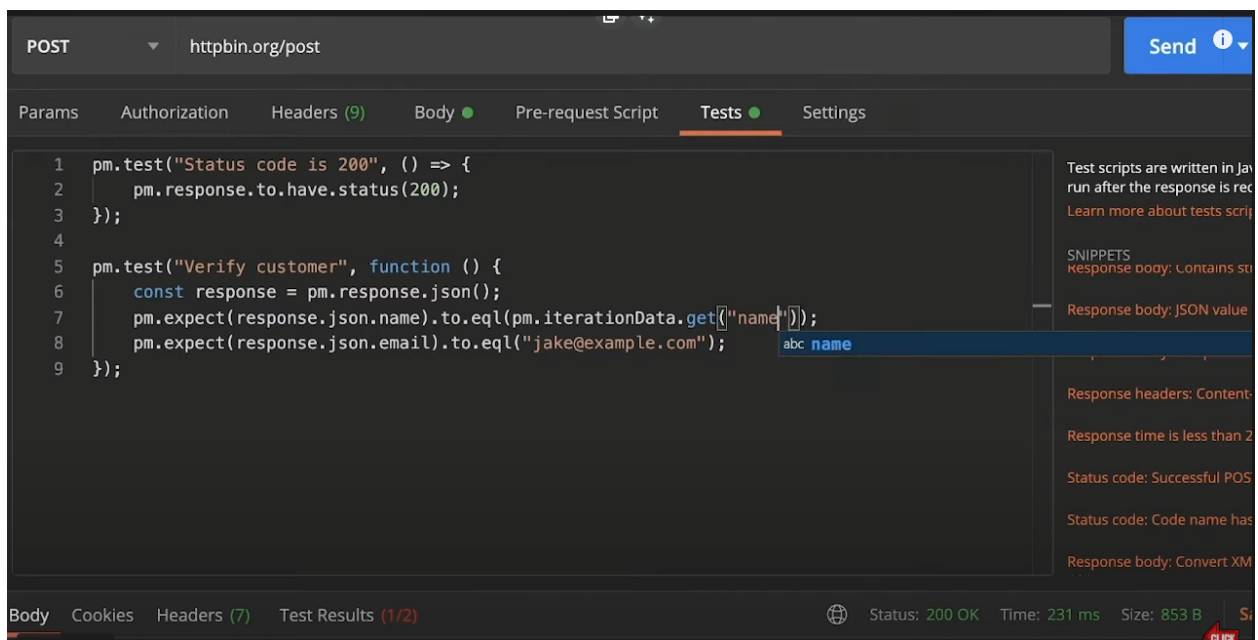 POST httpbin.org/post Send
Params Authorization Headers (9) Body Pre-request Script Tests Settings
1 pm.test("Status code is 200", () => {
2 pm.response.to.have.status(200);
3 });
4
5 pm.test("Verify customer", function () {
6 const response = pm.response.json();
7 pm.expect(response.json.name).to.eql(pm.iterationData.get("name"));
8 pm.expect(response.json.email).to.eql("jake@example.com");
9 });
abc name
Test scripts are written in Jav
run after the response is rec
Learn more about tests scrip
SNIPPETS
Response body: Contains str
Response body: JSON value
Response headers: Content-
Response time is less than 2
Status code: Successful POS
Status code: Code name has
Response body: Convert XM
Body Cookies Headers (7) Test Results (1/2) Status: 200 OK Time: 231 ms Size: 853 B Sa
CLICK